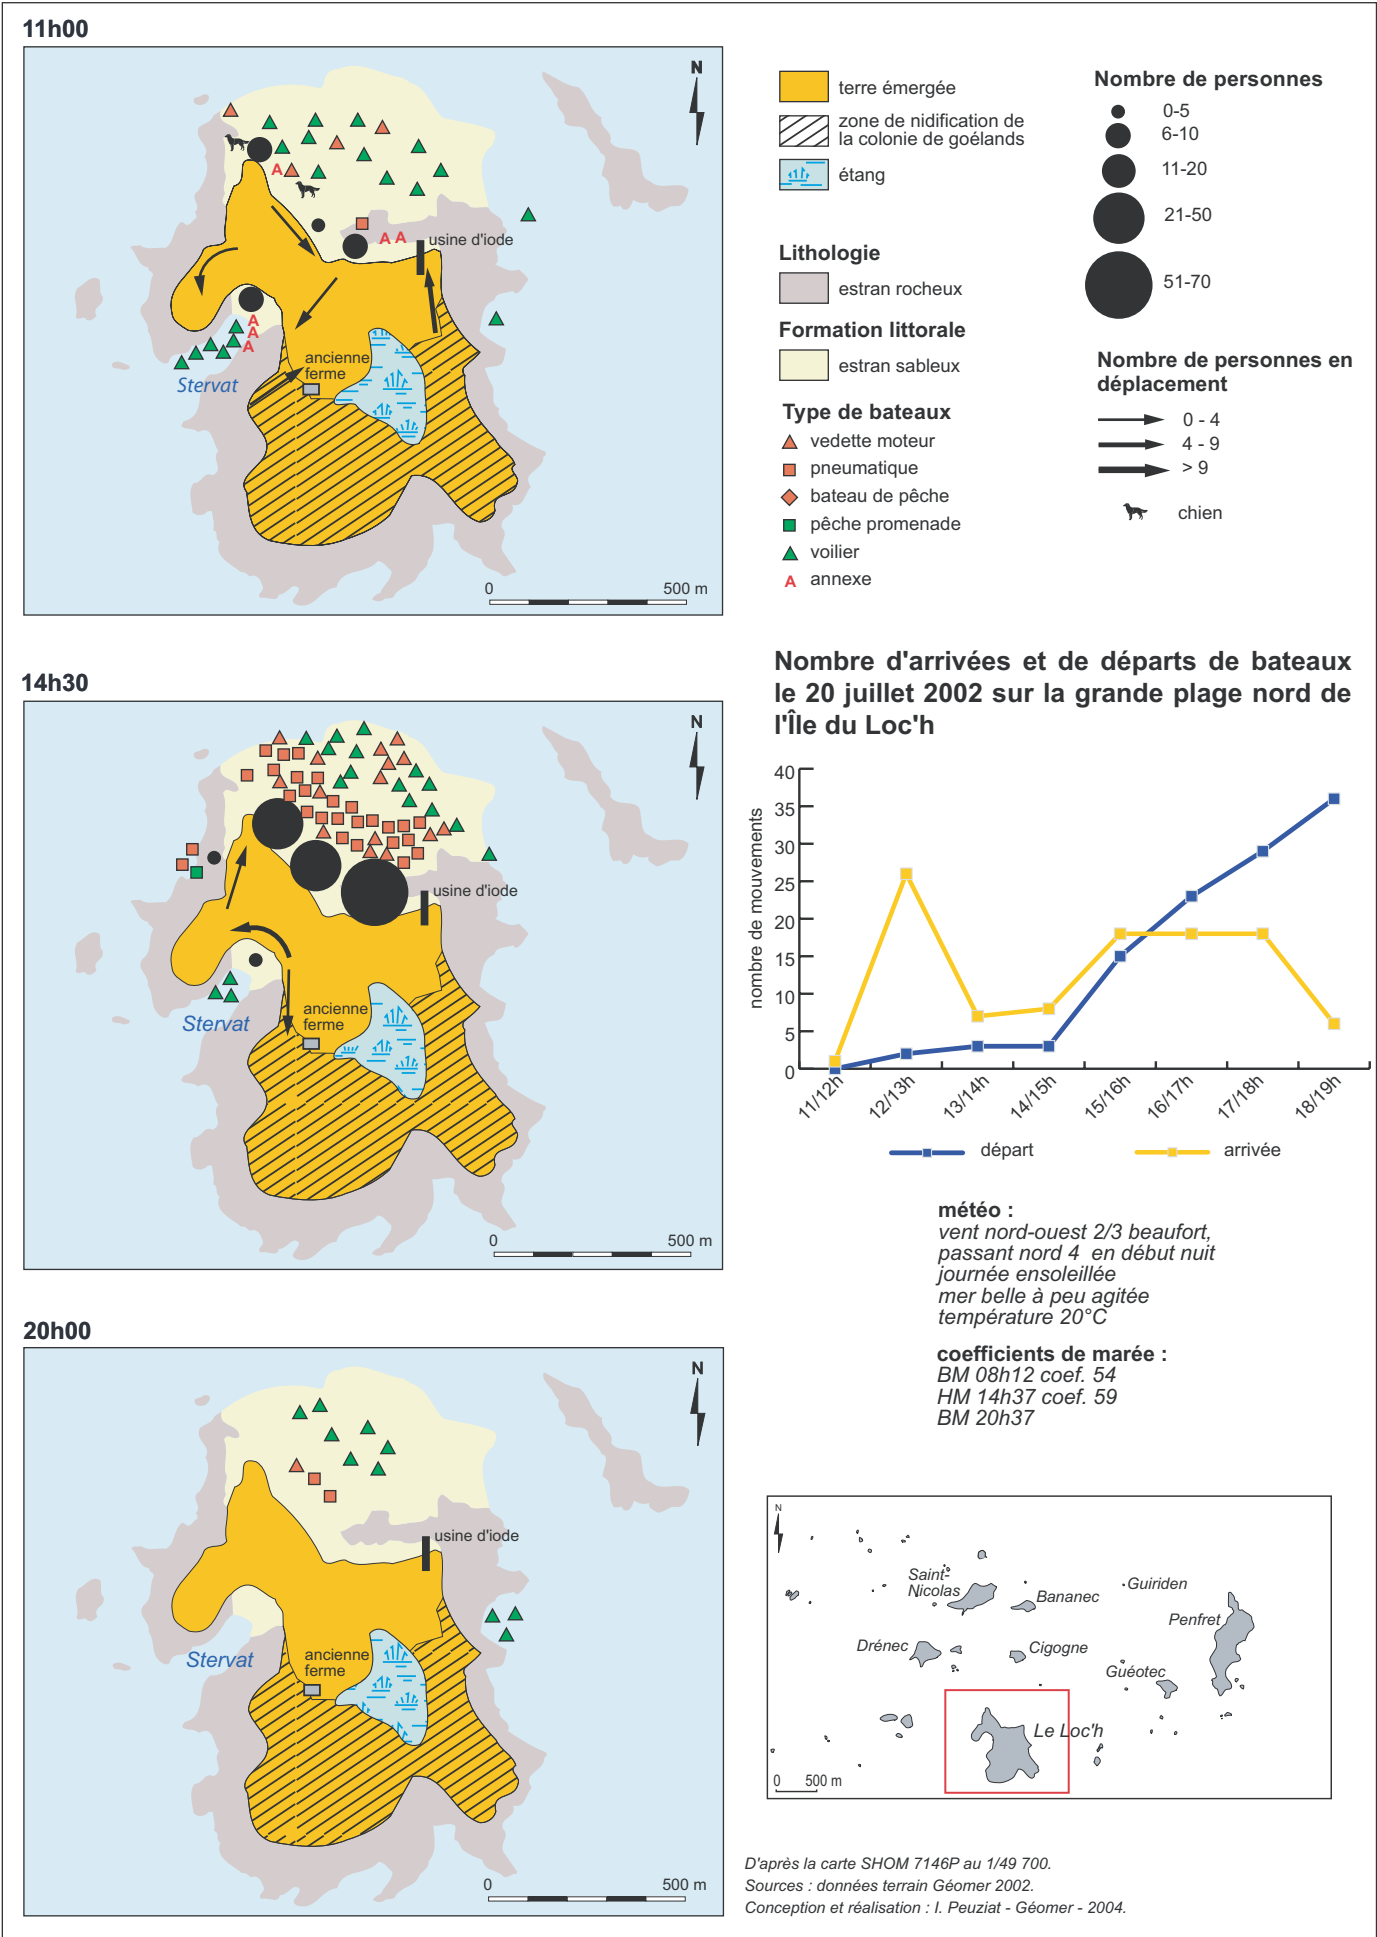 11h00
N
A
A A
usine d'iode
A
A
A
Stervat
ancienne
ferme
0 500 m
terre émergée
zone de nidification de
la colonie de goélands
étang
Lithologie
estran rocheux
Formation littorale
estran sableux
Type de bateaux
vedette moteur
pneumatique
bateau de pêche
pêche promenade
voilier
A annexe
Nombre de personnes
0-5
6-10
11-20
21-50
51-70
Nombre de personnes en
déplacement
0 - 4
4 - 9
> 9
chien
14h30
N
usine d'iode
Stervat
ancienne
ferme
0 500 m
Nombre d'arrivées et de départs de bateaux
le 20 juillet 2002 sur la grande plage nord de
l'Île du Loc'h
nombre de mouvements
40
35
30
25
20
15
10
5
0
11/12h
12/13h
13/14h
14/15h
15/16h
16/17h
17/18h
18/19h
départ
arrivée
météo :
vent nord-ouest 2/3 beaufort,
passant nord 4 en début nuit
journée ensoleillée
mer belle à peu agitée
température 20°C
coefficients de marée :
BM 08h12 coef. 54
HM 14h37 coef. 59
BM 20h37
20h00
N
usine d'iode
Stervat
ancienne
ferme
0 500 m
N
Saint-
Nicolas
Bananec
Guiriden
Penfret
Drénec
Cigogne
Guéotec
Le Loc'h
0 500 m
D'après la carte SHOM 7146P au 1/49 700.
Sources : données terrain Géomer 2002.
Conception et réalisation : I. Peuziat - Géomer - 2004.